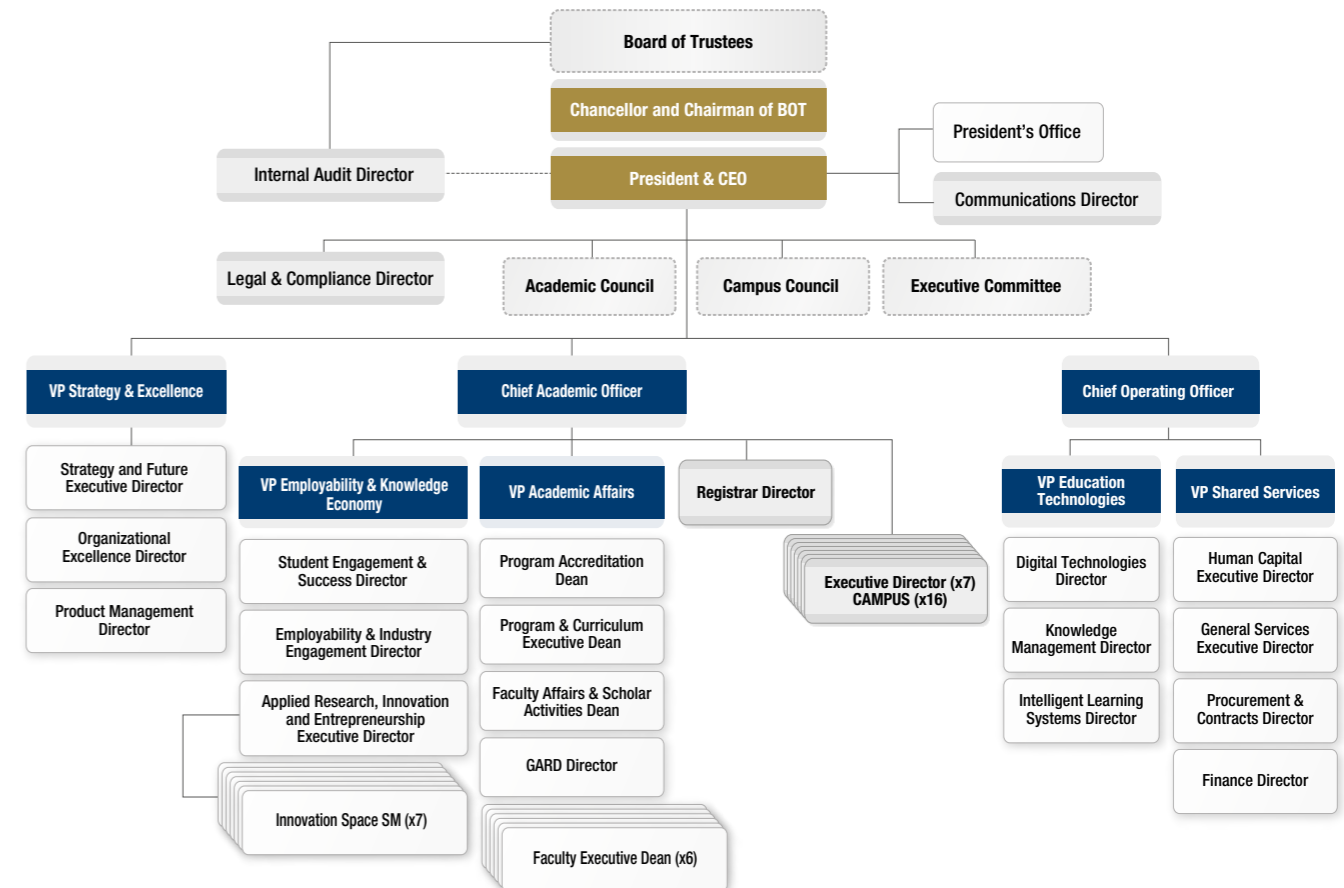 Board of Trustees
Chancellor and Chairman of BOT
President’s Office
Internal Audit Director
President & CEO
Communications Director
Legal & Compliance Director
Academic Council
Campus Council
Executive Committee
VP Strategy & Excellence
Chief Academic Officer
Chief Operating Officer
Strategy and Future
Executive Director
Organizational
Excellence Director
Product Management
Director
VP Employability & Knowledge
Economy
Student Engagement &
Success Director
Employability & Industry
Engagement Director
Applied Research, Innovation
and Entrepreneurship
Executive Director
Innovation Space SM (x7)
VP Academic Affairs
Program Accreditation
Dean
Program & Curriculum
Executive Dean
Faculty Affairs & Scholar
Activities Dean
GARD Director
Faculty Executive Dean (x6)
Registrar Director
Executive Director (x7)
CAMPUS (x16)
VP Education
Technologies
Digital Technologies
Director
Knowledge
Management Director
Intelligent Learning
Systems Director
VP Shared Services
Human Capital
Executive Director
General Services
Executive Director
Procurement &
Contracts Director
Finance Director